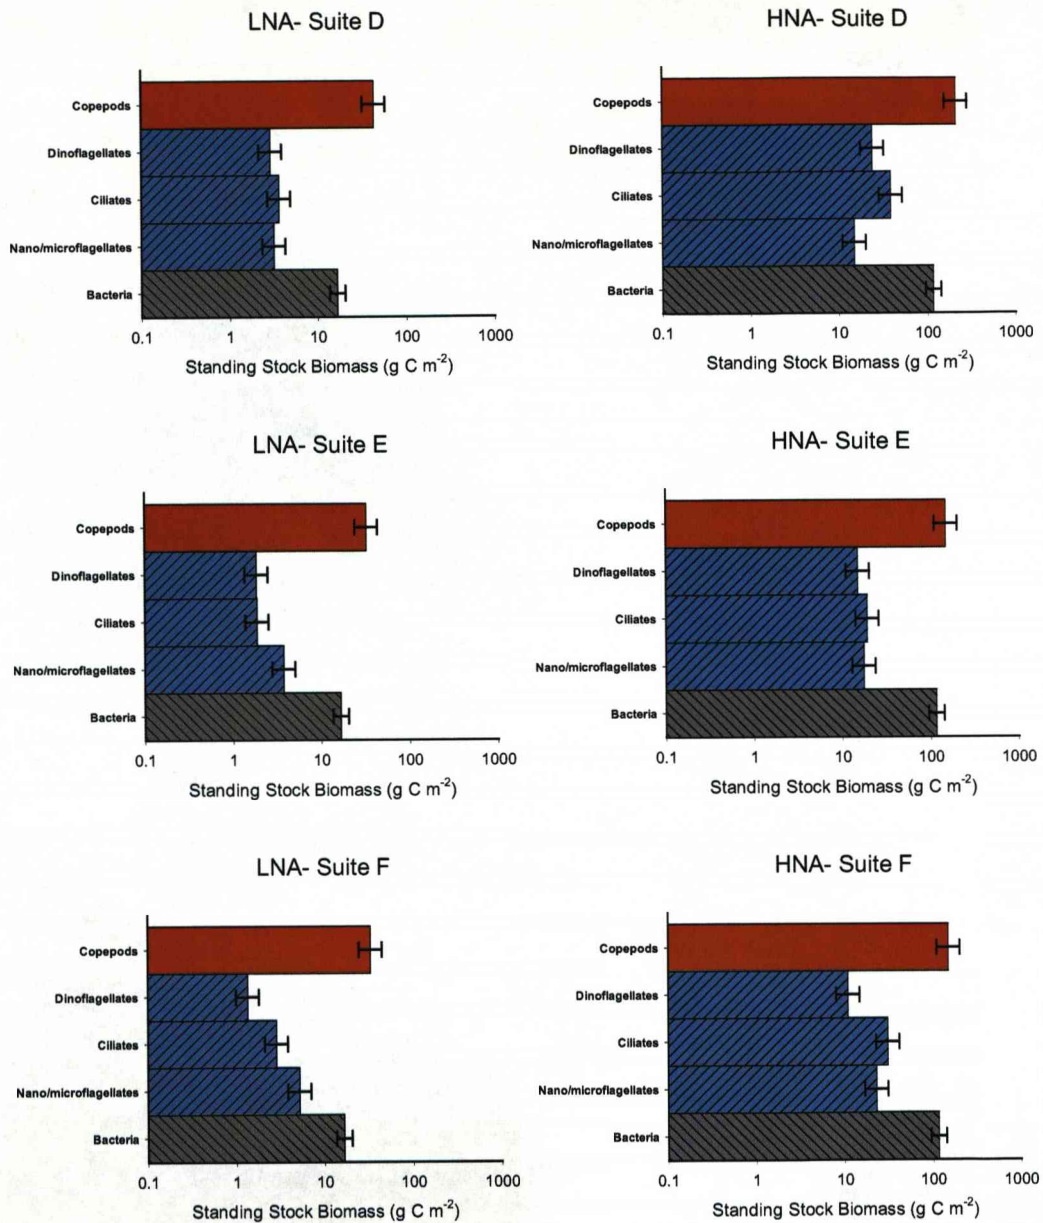 LNA- Suite D
Copepods
Dinoflagellates
Ciliates
Nano/microflagellates
Bacteria
0.1 1 10 100 1000
Standing Stock Biomass (g C m-2)
HNA- Suite D
Copepods
Dinoflagellates
Ciliates
Nano/microflagellates
Bacteria
0.1 1 10 100 1000
Standing Stock Biomass (g C m-2)
LNA- Suite E
Copepods
Dinoflagellates
Ciliates
Nano/microflagellates
Bacteria
0.1 1 10 100 1000
Standing Stock Biomass (g C m-2)
HNA- Suite E
Copepods
Dinoflagellates
Ciliates
Nano/microflagellates
Bacteria
0.1 1 10 100 1000
Standing Stock Biomass (g C m-2)
LNA- Suite F
Copepods
Dinoflagellates
Ciliates
Nano/microflagellates
Bacteria
0.1 1 10 100 1000
Standing Stock Biomass (g C m-2)
HNA- Suite F
Copepods
Dinoflagellates
Ciliates
Nano/microflagellates
Bacteria
0.1 1 10 100 1000
Standing Stock Biomass (g C m-2)